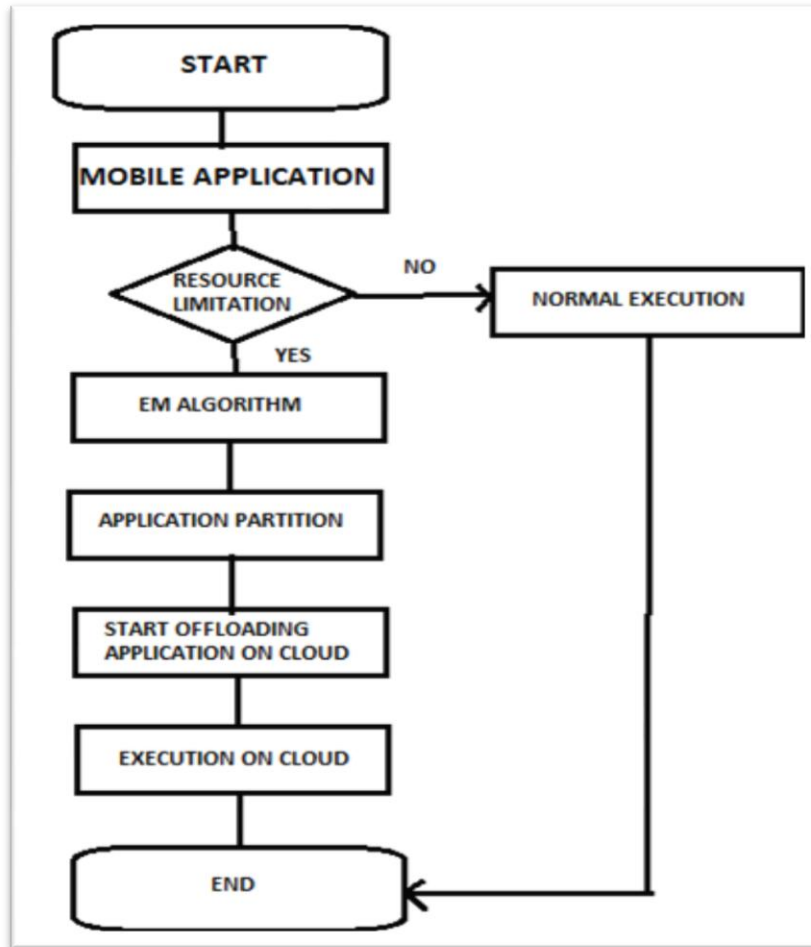 START
MOBILE APPLICATION
RESOURCE
LIMITATION
NO
NORMAL EXECUTION
YES
EM ALGORITHM
APPLICATION PARTITION
START OFFLOADING
APPLICATION ON CLOUD
EXECUTION ON CLOUD
END